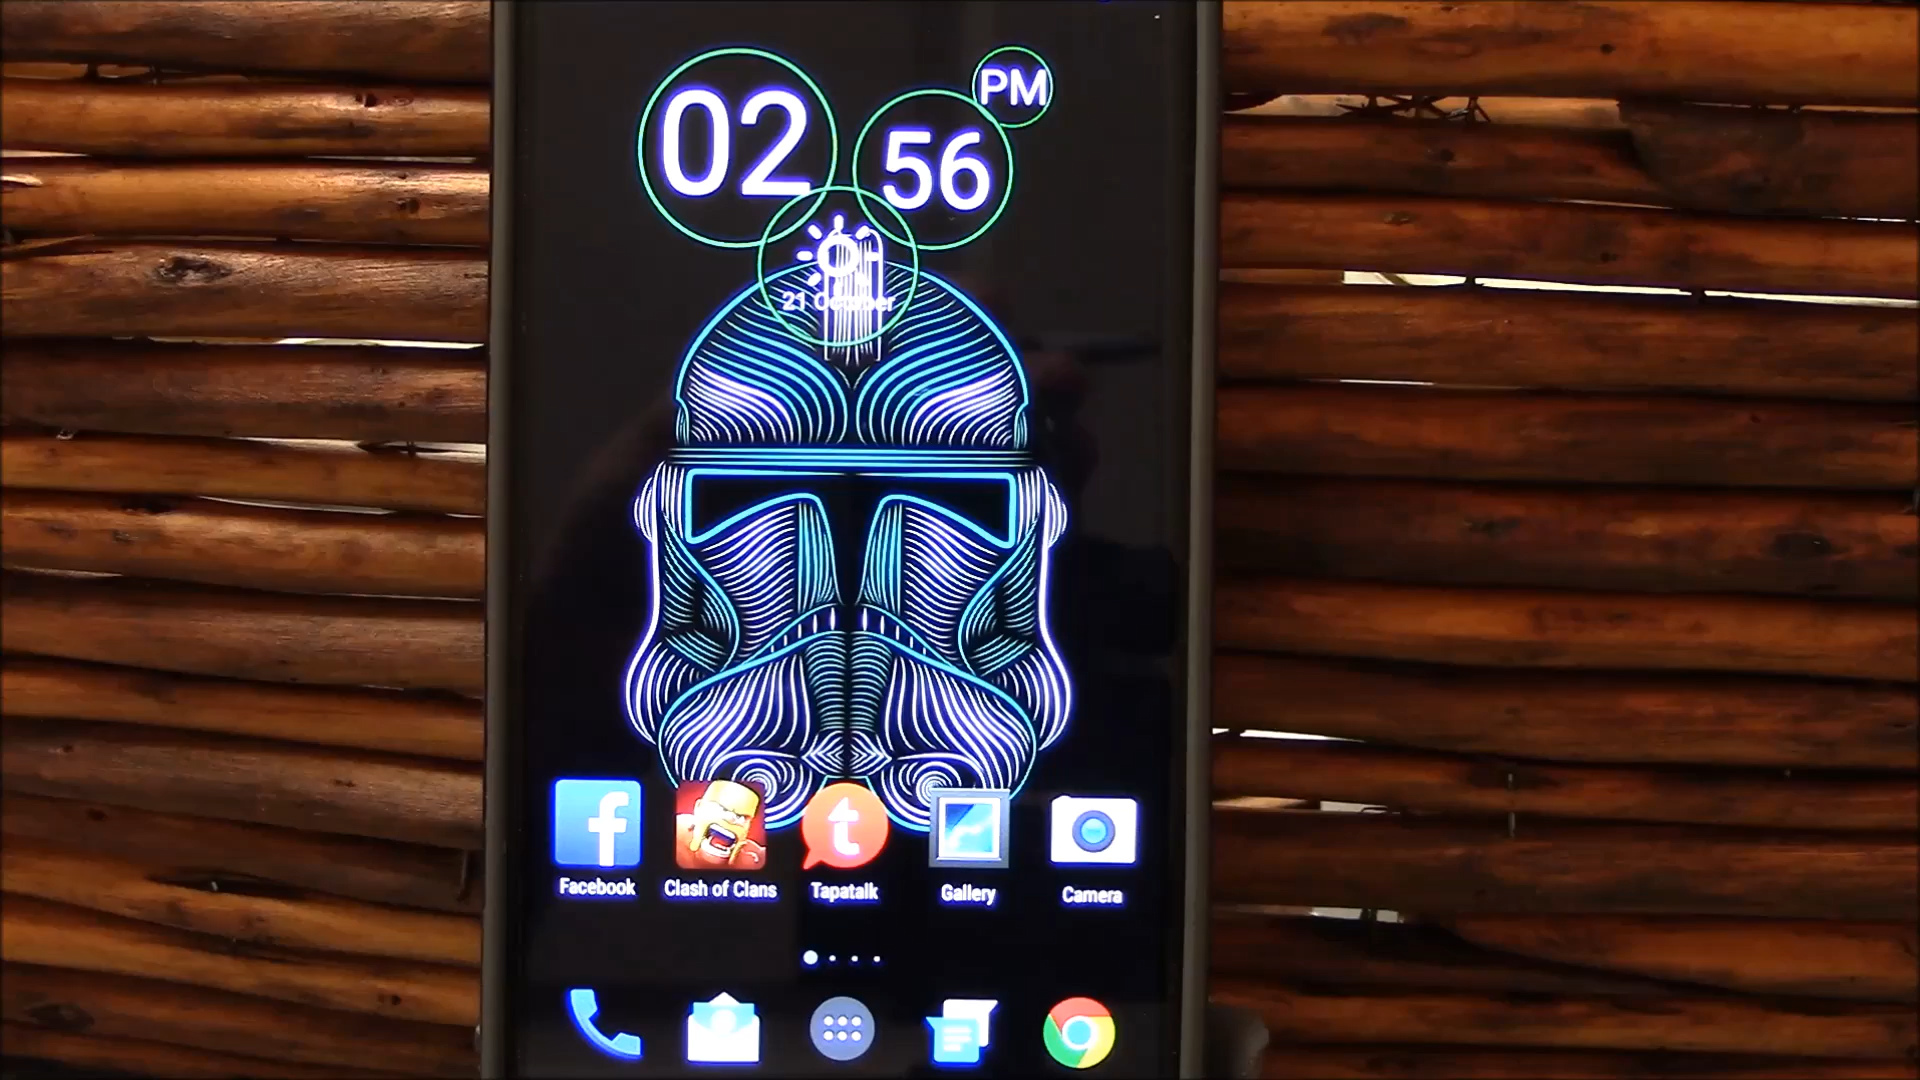 02
56
PM
21 October
Facebook
Clash of Clans
Tapatalk
Gallery
Camera